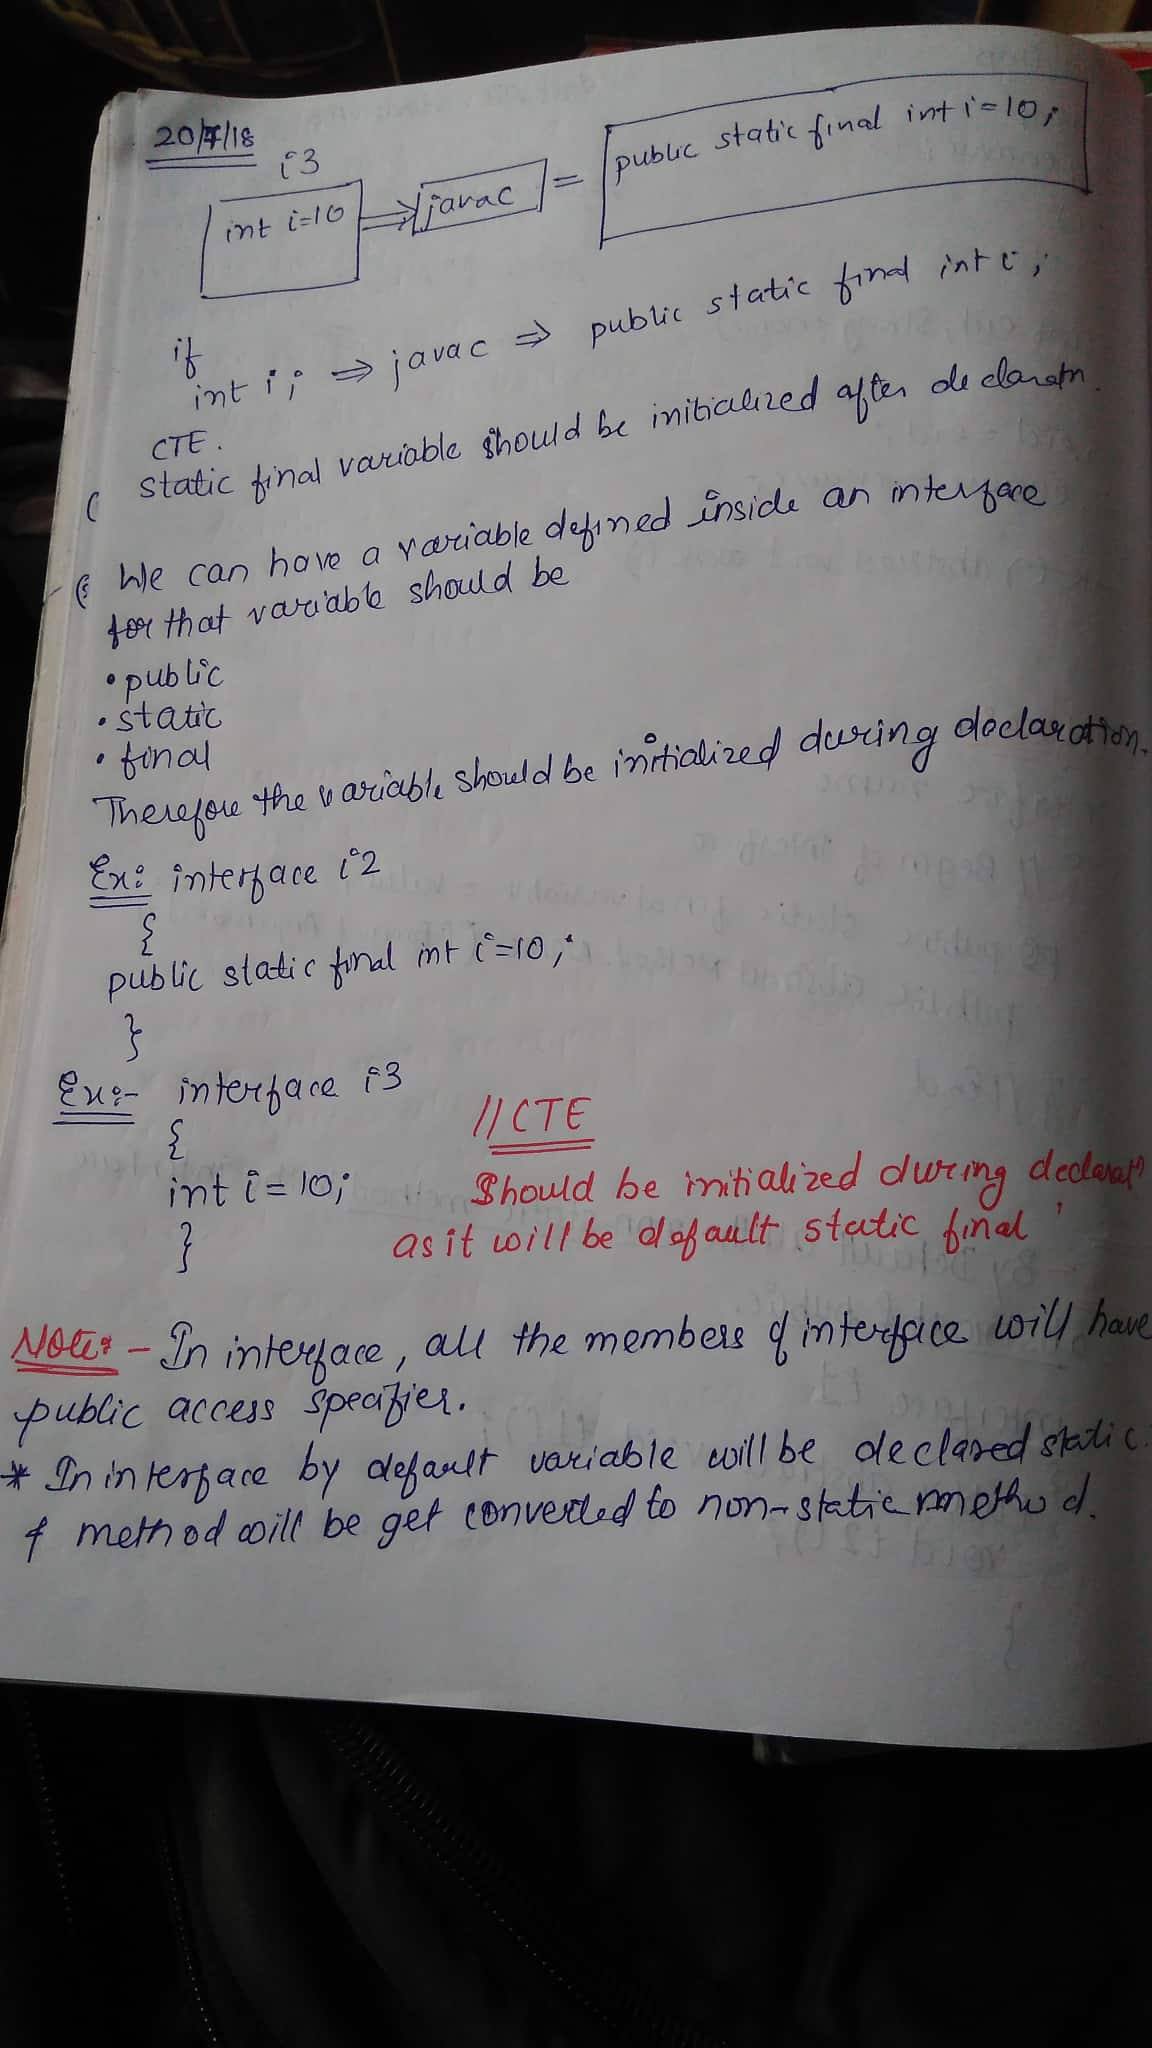 20/7/18
i3
int i=10 ⇒ javac = public static final int i=10;
if
int i; ⇒ javac ⇒ public static final int i;
CTE.
( static final variable should be initialized after declaratn.
( We can have a variable defined inside an interface
for that variable should be
• public
• static
• final
Therefore the variable should be initialized during declaration.
Ex: interface i2
{
public static final int i=10;
}
Ex:- interface i3
{ //CTE
int i = 10; Should be initialized during declaratn
} as it will be default static final
Note:- In interface, all the members of interface will have
public access specifier.
* In interface by default variable will be declared static.
& method will be get converted to non-static method.